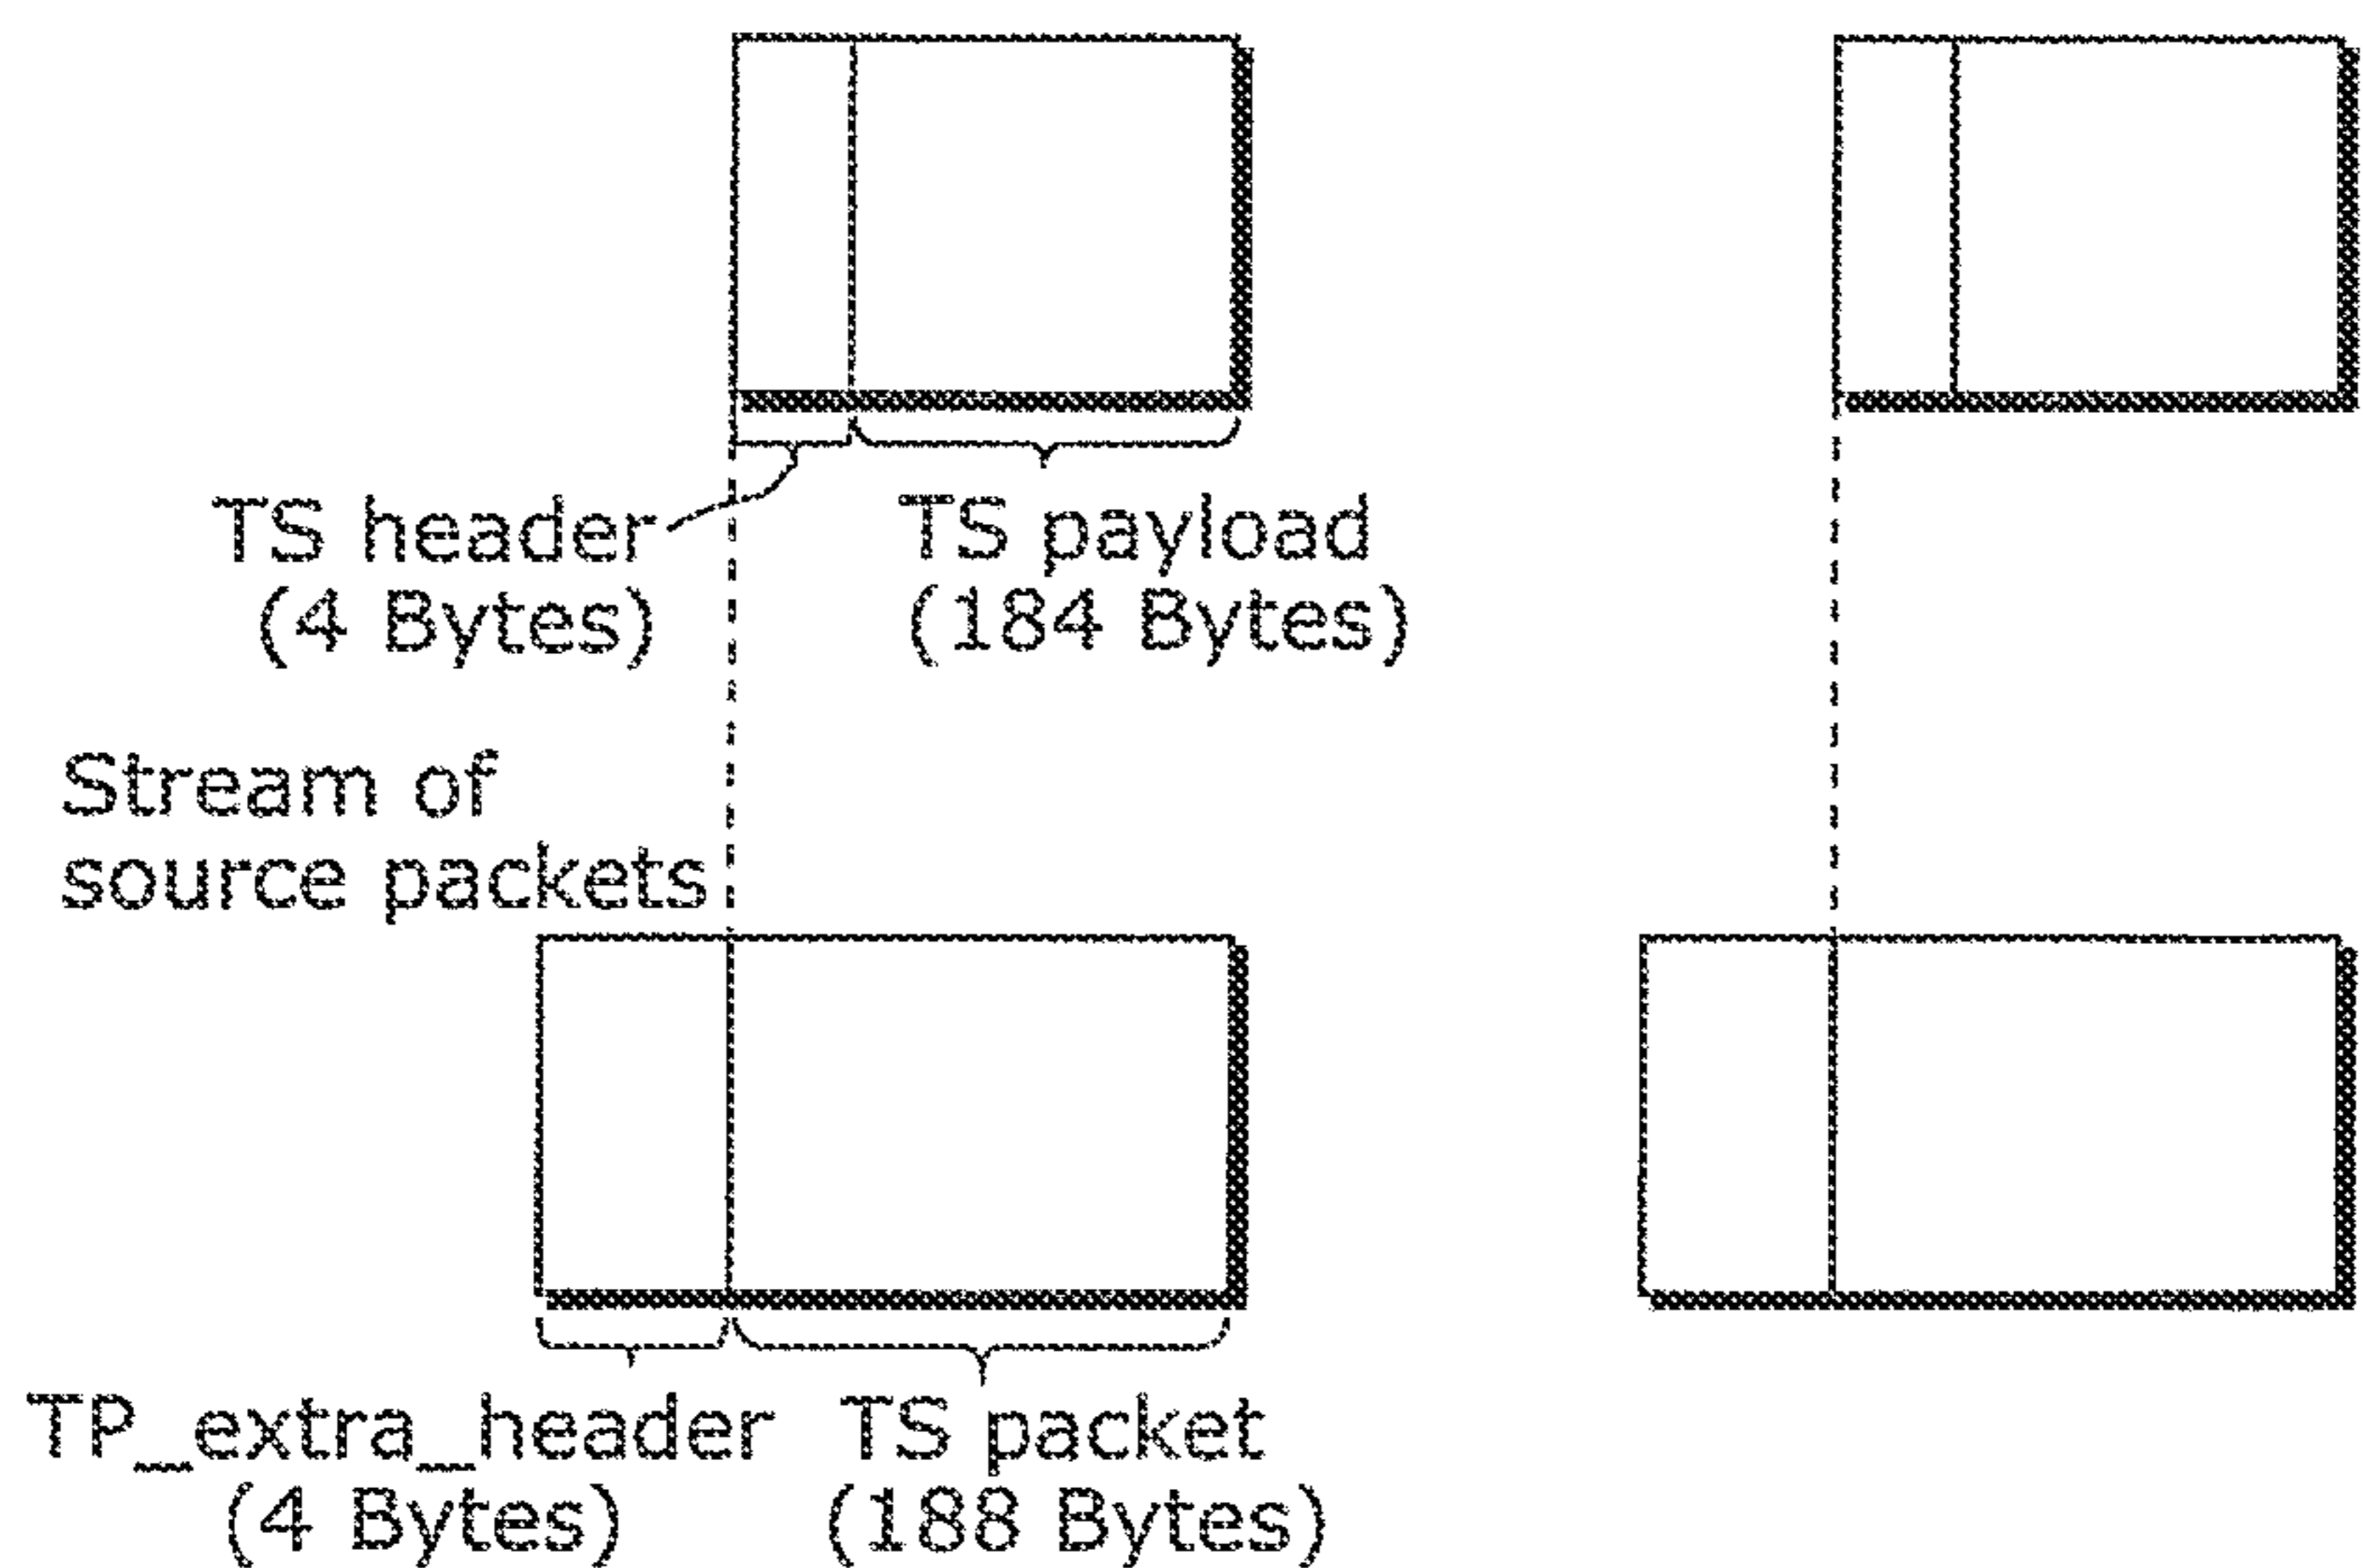 TS header
(4 Bytes)
TS payload
(184 Bytes)
Stream of
source packets
TP_extra_header
(4 Bytes)
TS packet
(188 Bytes)